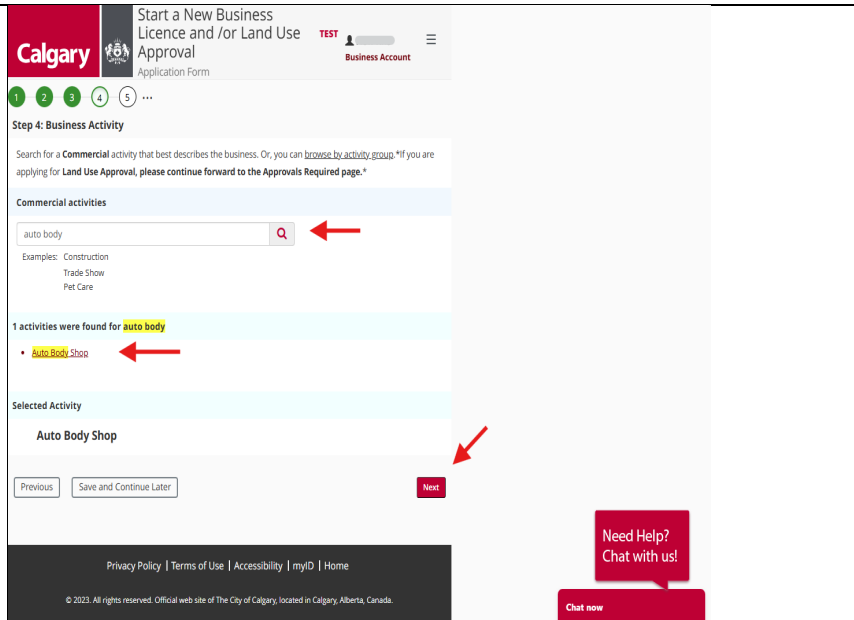 Calgary
Start a New Business
Licence and /or Land Use
Approval
Application Form
TEST
Business Account
1 2 3 4 5 ...
Step 4: Business Activity
Search for a Commercial activity that best describes the business. Or, you can browse by activity group.*If you are
applying for Land Use Approval, please continue forward to the Approvals Required page.*
Commercial activities
auto body
Examples: Construction
Trade Show
Pet Care
1 activities were found for auto body
• Auto Body Shop
Selected Activity
Auto Body Shop
Previous Save and Continue Later Next
Need Help?
Chat with us!
Privacy Policy | Terms of Use | Accessibility | myID | Home
© 2023. All rights reserved. Official web site of The City of Calgary, located in Calgary, Alberta, Canada.
Chat now